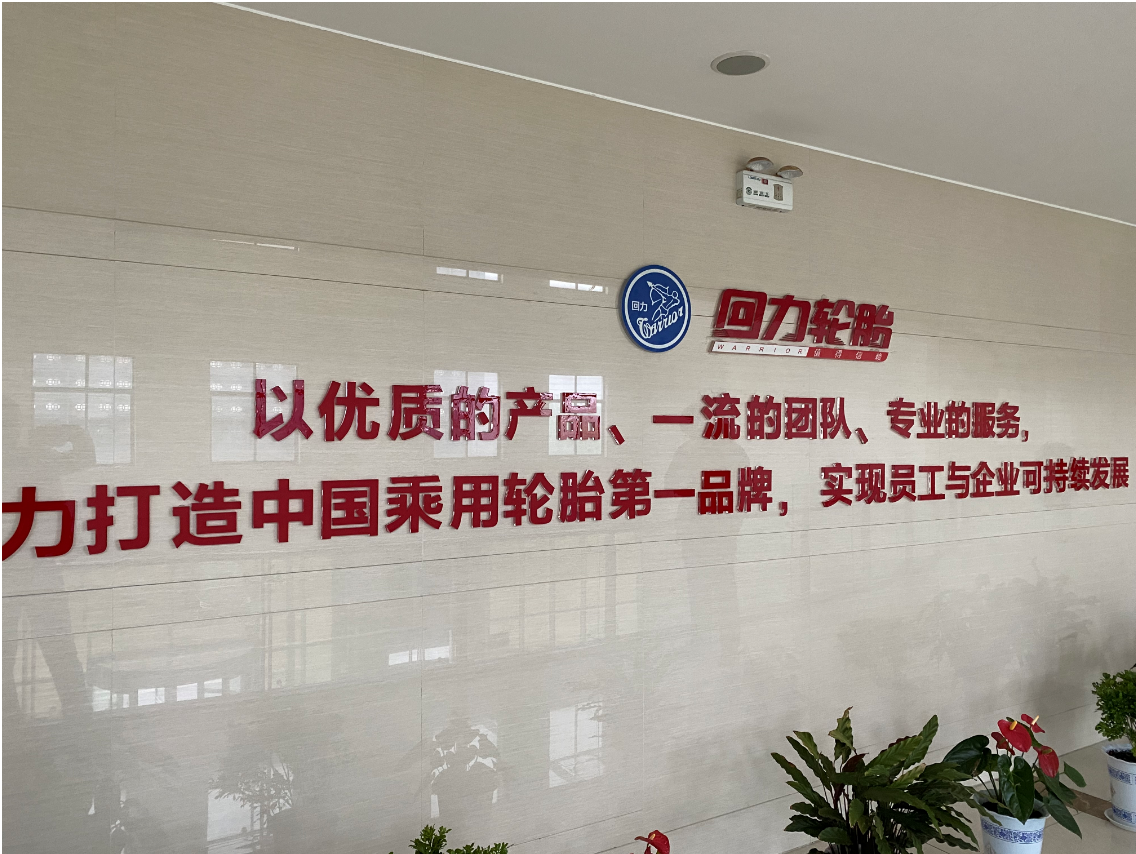 回力
Warrior
回力轮胎
WARRIOR
以优质的产品、一流的团队、专业的服务,
力打造中国乘用轮胎第一品牌，实现员工与企业可持续发展